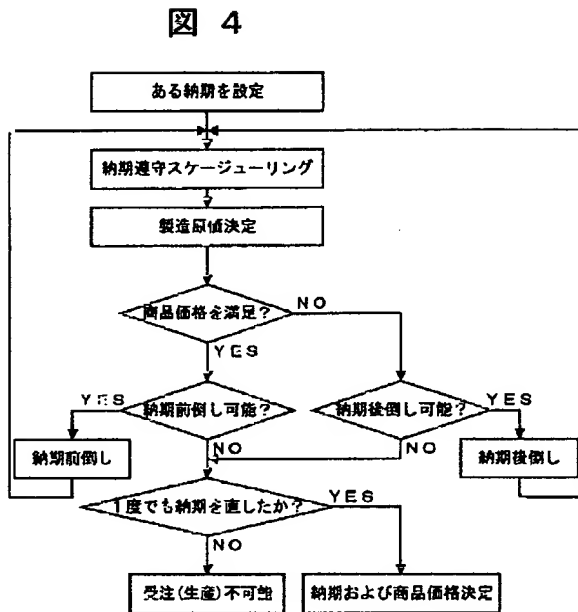 図 4
ある納期を設定
納期遵守スケージューリング
製造原価決定
商品価格を満足?
NO
YES
YES
納期前倒し可能?
納期後倒し可能?
YES
納期前倒し
NO
NO
納期後倒し
1度でも納期を直したか?
YES
NO
受注(生産)不可能
納期および商品価格決定